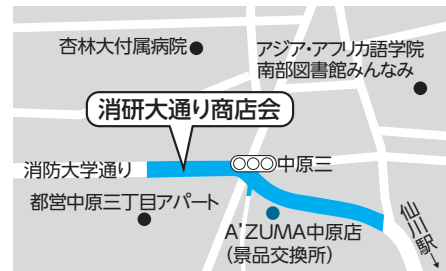 杏林大付属病院
アジア・アフリカ語学院
南部図書館みんなみ
消研大通り商店会
消防大学通り
中原三
都営中原三丁目アパート
A'ZUMA中原店
(景品交換所)
仙川駅